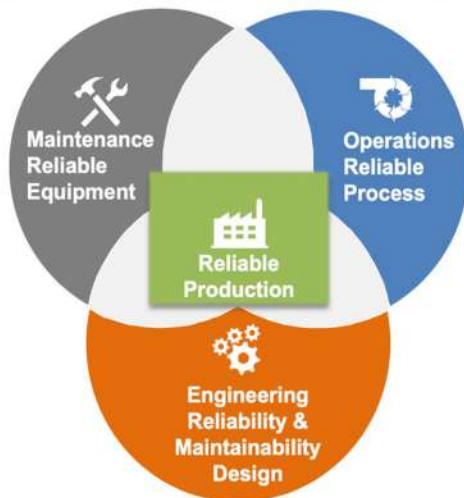 Maintenance
Reliable
Equipment
Operations
Reliable
Process
Reliable
Production
Engineering
Reliability &
Maintainability
Design